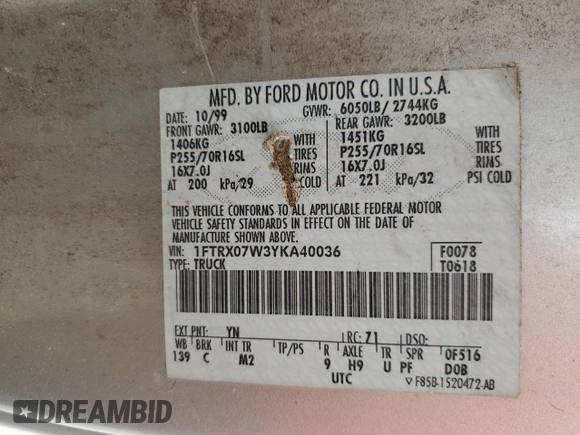 MFD. BY FORD MOTOR CO. IN U.S.A.
DATE: 10/99 GVWR: 6050LB/ 2744KG
FRONT GAWR: 3100LB REAR GAWR: 3200LB
1406KG WITH 1451KG WITH
P255/70R16SL TIRES P255/70R16SL TIRES
16X7.0J RIMS 16X7.0J RIMS
AT 200 kPa/29 COLD AT 221 kPa/32 PSI COLD
THIS VEHICLE CONFORMS TO ALL APPLICABLE FEDERAL MOTOR
VEHICLE SAFETY STANDARDS IN EFFECT ON THE DATE OF
MANUFACTURE SHOWN ABOVE.
VIN: 1FTRX07W3YKA40036 F0078
TYPE: TRUCK T0618
EXT PNT: YN RC: 71 DSO:
WB BRK INT TR TP/PS R AXLE TR SPR 0F516
139 C M2 9 H9 U PF D0B
UTC ▽ F85B-1520472-AB
DREAMBID